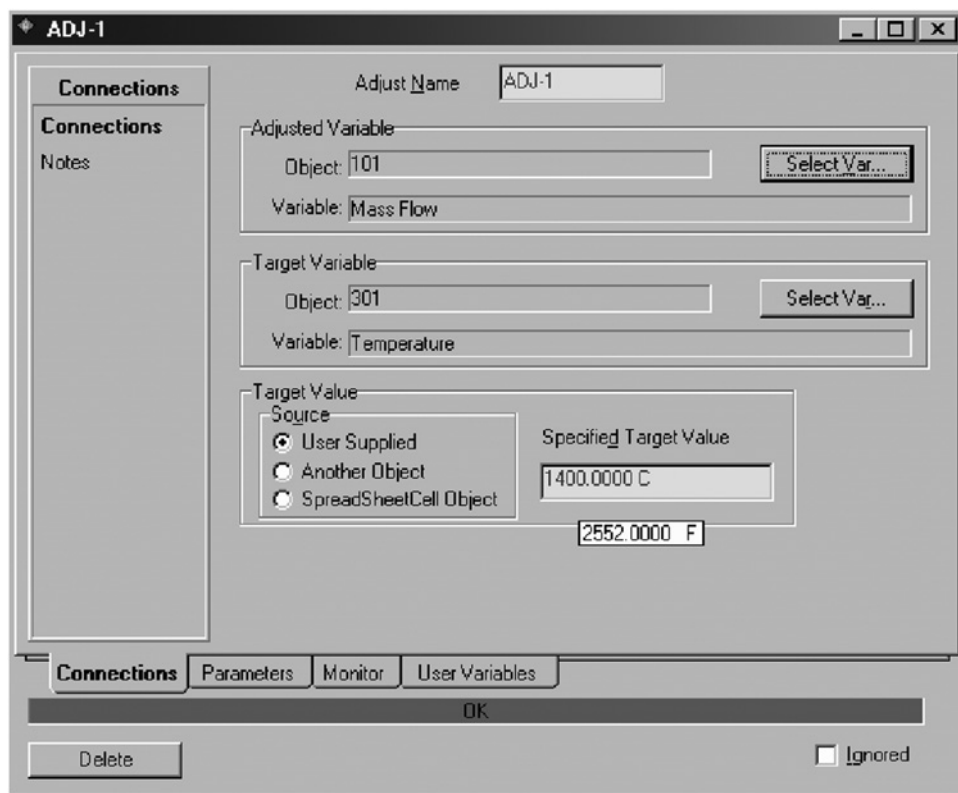 ADJ-1
Connections
Connections
Notes
Adjust Name ADJ-1
Adjusted Variable
Object: 101 Select Var...
Variable: Mass Flow
Target Variable
Object: 301 Select Var...
Variable: Temperature
Target Value
Source
User Supplied
Another Object
SpreadSheetCell Object
Specified Target Value
1400.0000 C
2552.0000 F
Connections Parameters Monitor User Variables
OK
Delete Ignored